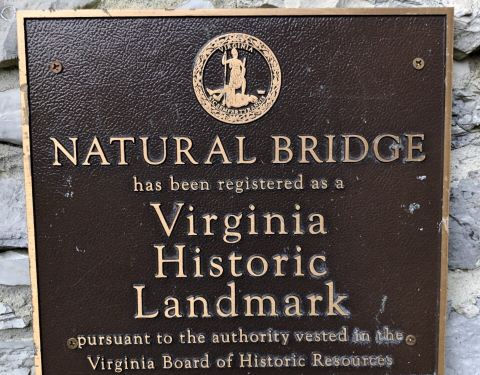 VIRGINIA
NATURAL BRIDGE
has been registered as a
Virginia
Historic
Landmark
pursuant to the authority vested in the
Virginia Board of Historic Resources